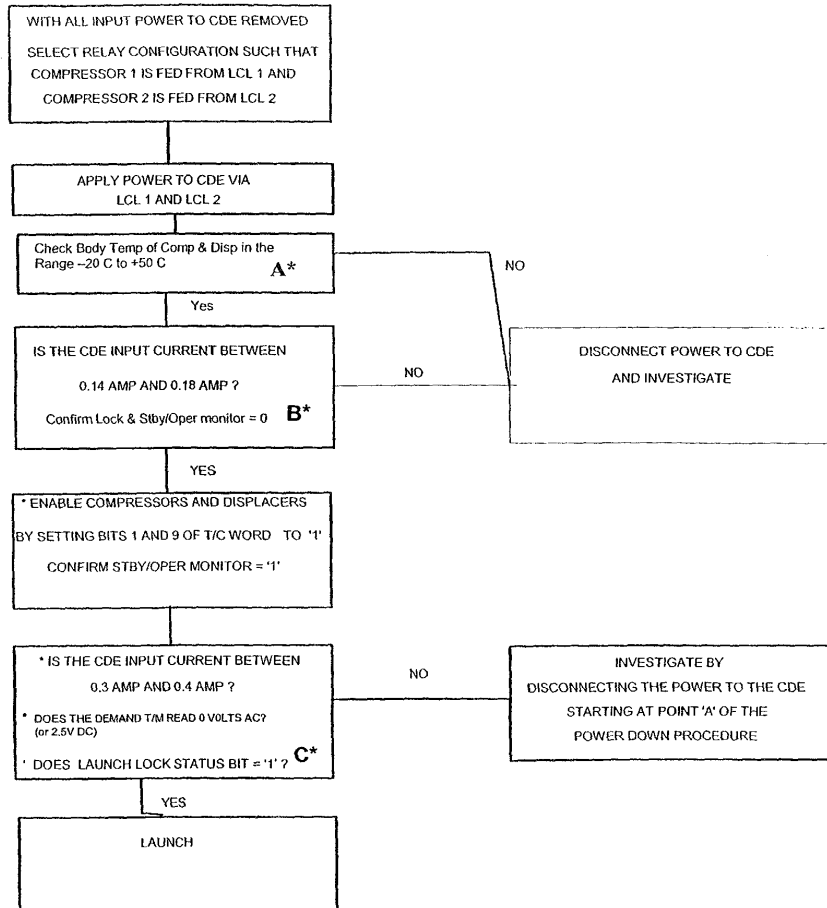 WITH ALL INPUT POWER TO CDE REMOVED
SELECT RELAY CONFIGURATION SUCH THAT
COMPRESSOR 1 IS FED FROM LCL 1 AND
COMPRESSOR 2 IS FED FROM LCL 2
APPLY POWER TO CDE VIA
LCL 1 AND LCL 2
Check Body Temp of Comp & Disp in the
Range –20 C to +50 C
A*
NO
Yes
IS THE CDE INPUT CURRENT BETWEEN
0.14 AMP AND 0.18 AMP ?
Confirm Lock & Stby/Oper monitor = 0
B*
NO
DISCONNECT POWER TO CDE
AND INVESTIGATE
YES
* ENABLE COMPRESSORS AND DISPLACERS
BY SETTING BITS 1 AND 9 OF T/C WORD TO '1'
CONFIRM STBY/OPER MONITOR = '1'
* IS THE CDE INPUT CURRENT BETWEEN
0.3 AMP AND 0.4 AMP ?
* DOES THE DEMAND T/M READ 0 VOLTS AC?
(or 2.5V DC)
' DOES LAUNCH LOCK STATUS BIT = '1' ?
C*
NO
INVESTIGATE BY
DISCONNECTING THE POWER TO THE CDE
STARTING AT POINT 'A' OF THE
POWER DOWN PROCEDURE
YES
LAUNCH